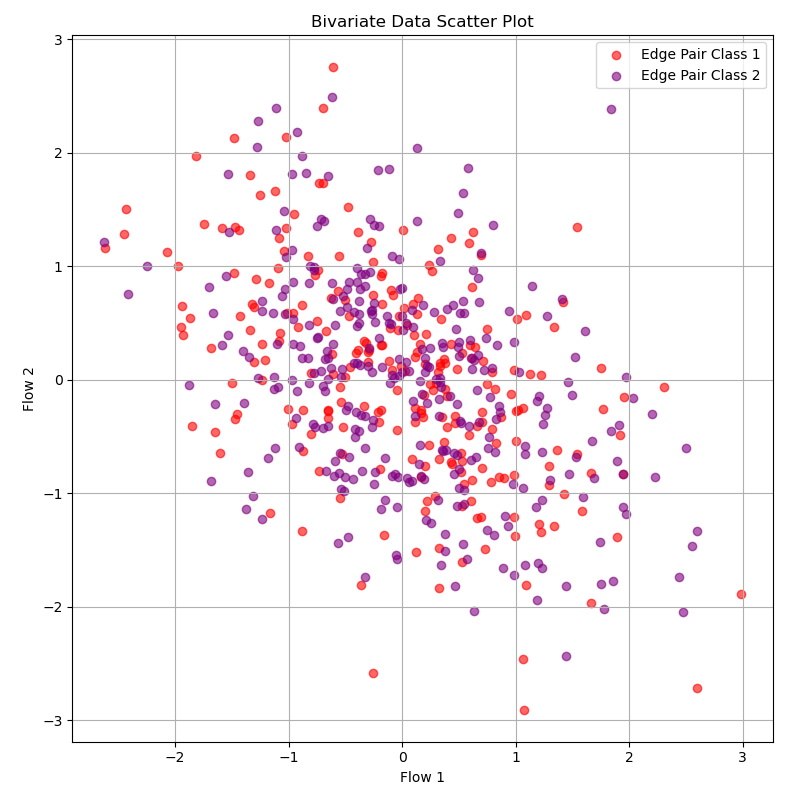 Bivariate Data Scatter Plot
Edge Pair Class 1
Edge Pair Class 2
3
2
1
0
−1
−2
−3
Flow 2
−2
−1
0
1
2
3
Flow 1